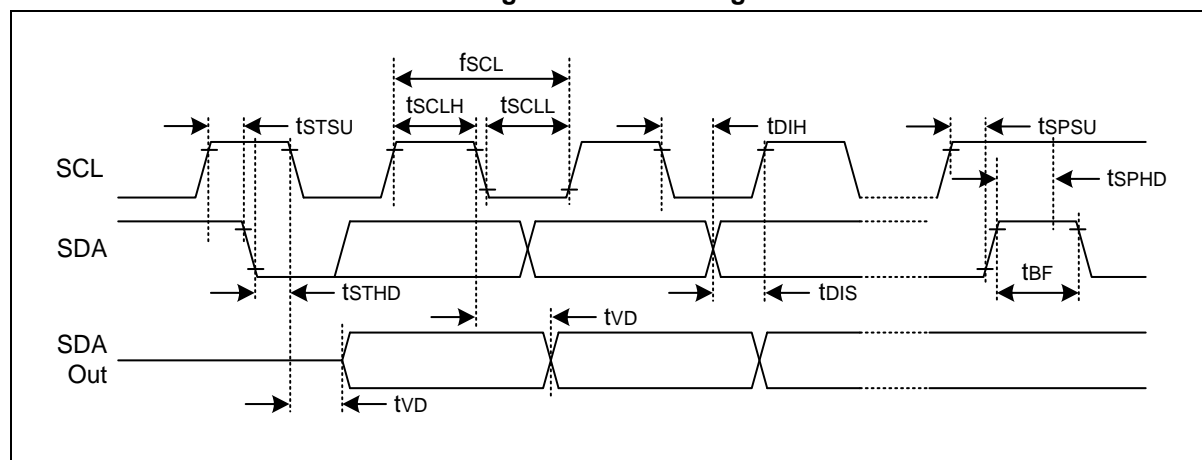 fSCL
tSCLH
tSCLL
tSTSU
tDIH
tSPSU
SCL
tSPHD
SDA
tBF
tSTHD
tDIS
tVD
SDA
Out
tVD